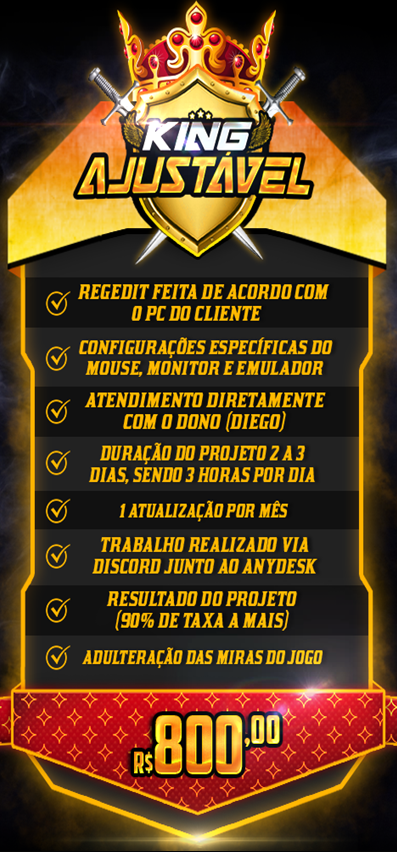 KING
AJUSTÁVEL
REGEDIT FEITA DE ACORDO COM
O PC DO CLIENTE
CONFIGURAÇÕES ESPECÍFICAS DO
MOUSE, MONITOR E EMULADOR
ATENDIMENTO DIRETAMENTE
COM O DONO (DIEGO)
DURAÇÃO DO PROJETO 2 A 3
DIAS, SENDO 3 HORAS POR DIA
1 ATUALIZAÇÃO POR MÊS
TRABALHO REALIZADO VIA
DISCORD JUNTO AO ANYDESK
RESULTADO DO PROJETO
(90% DE TAXA A MAIS)
ADULTERAÇÃO DAS MIRAS DO JOGO
R$800,00